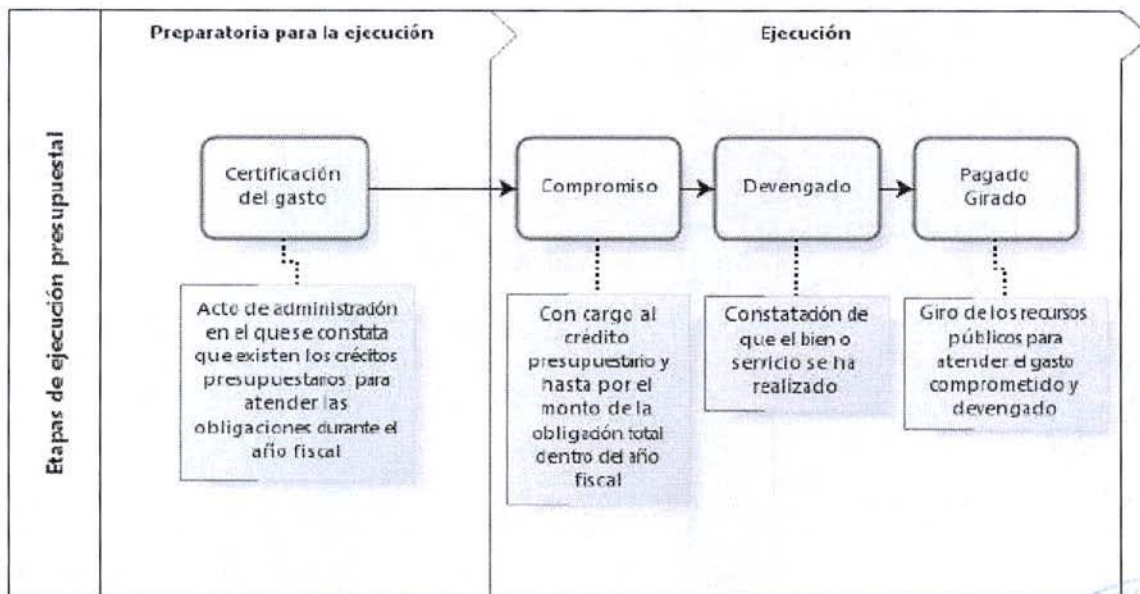 Preparatoria para la ejecución
Ejecución
Etapas de ejecución presupuestal
Certificación
del gasto
Compromiso
Devengado
Pagado
Girado
Acto de administración
en el que se constata
que existen los créditos
presupuestarios para
atender las
obligaciones durante el
año fiscal
Con cargo al
crédito
presupuestario y
hasta por el
monto de la
obligación total
dentro del año
fiscal
Constatación de
que el bien o
servicio se ha
realizado
Giro de los recursos
públicos para
atender el gasto
comprometido y
devengado